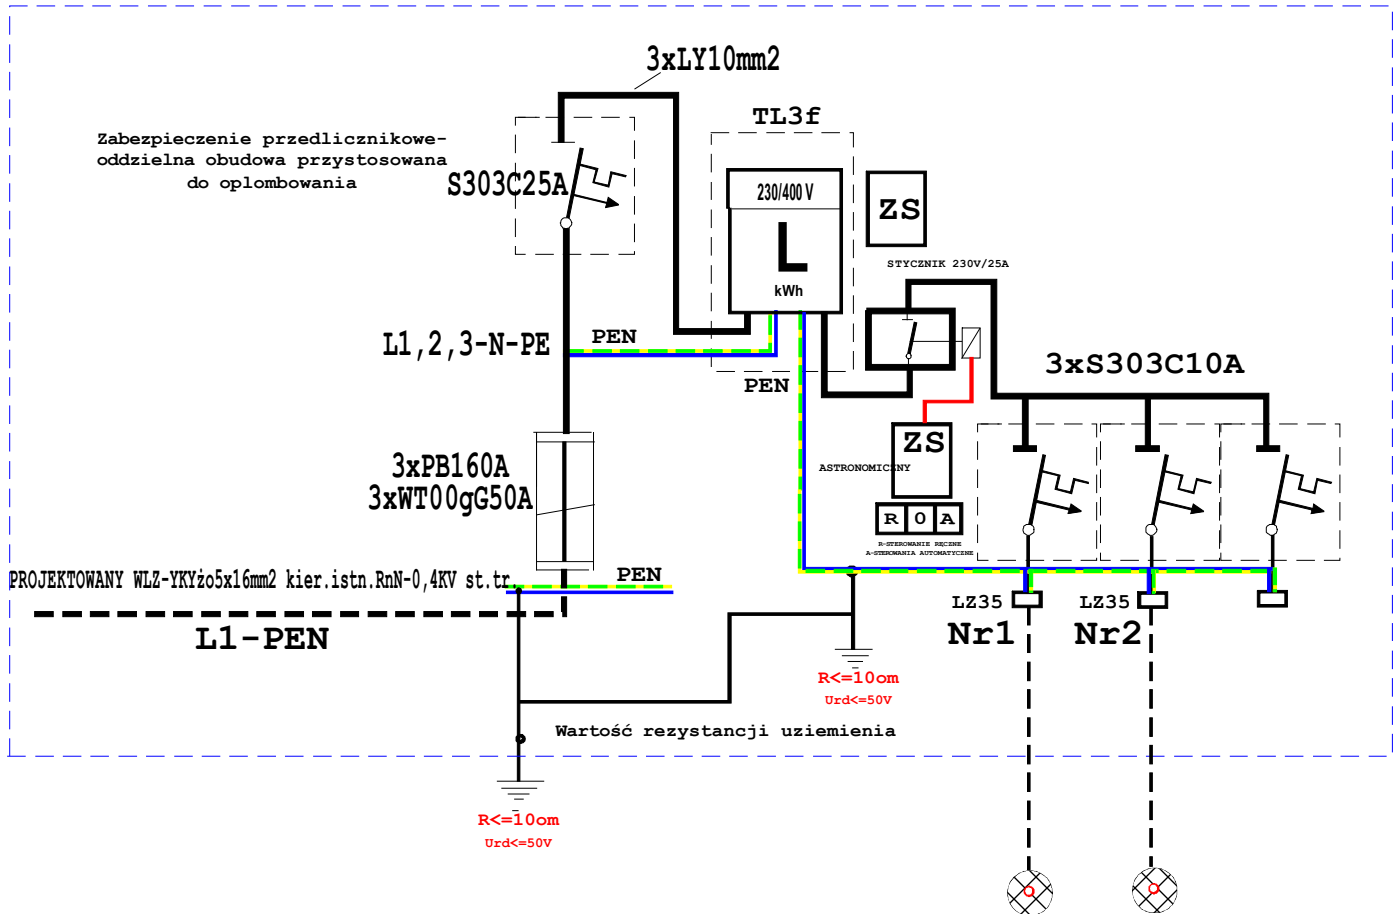 3xLY10mm2
TL3f
Zabezpieczenie przedlicznikowe-
oddzielna obudowa przystosowana
do oplombowania
S303C25A
230/400 V
L
kWh
ZS
STYCZNIK 230V/25A
L1,2,3-N-PE
PEN
PEN
3xS303C10A
ZS
ASTRONOMICZNY
3xPB160A
3xWT00gG50A
R 0 A
R-STEROWANIE RĘCZNE
A-STEROWANIA AUTOMATYCZNE
PROJEKTOWANY WLZ-YKYżo5x16mm2 kier.istn.RnN-0,4KV st.tr.
PEN
L1-PEN
LZ35
Nr1
LZ35
Nr2
R<=10om
Urd<=50V
Wartość rezystancji uziemienia
R<=10om
Urd<=50V